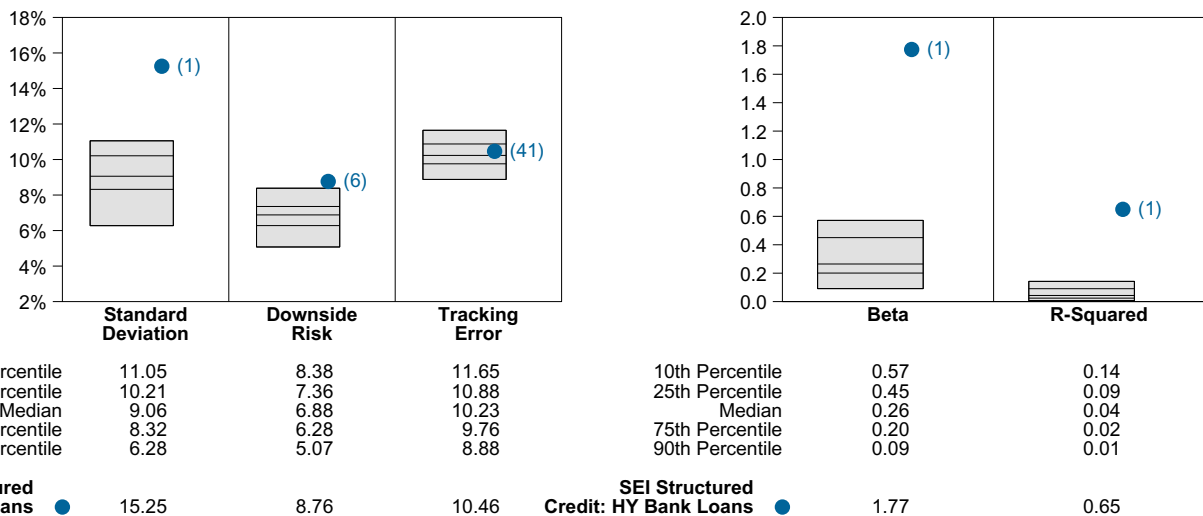 18%
16%
14%
12%
10%
8%
6%
4%
2%
(1)
(6)
(41)
Standard Deviation
Downside Risk
Tracking Error
rcentile 11.05 8.38 11.65
rcentile 10.21 7.36 10.88
Median 9.06 6.88 10.23
rcentile 8.32 6.28 9.76
rcentile 6.28 5.07 8.88
ured
ans 15.25 8.76 10.46
2.0
1.8
1.6
1.4
1.2
1.0
0.8
0.6
0.4
0.2
0.0
(1)
(1)
Beta R-Squared
10th Percentile 0.57 0.14
25th Percentile 0.45 0.09
Median 0.26 0.04
75th Percentile 0.20 0.02
90th Percentile 0.09 0.01
SEI Structured
Credit: HY Bank Loans 1.77 0.65